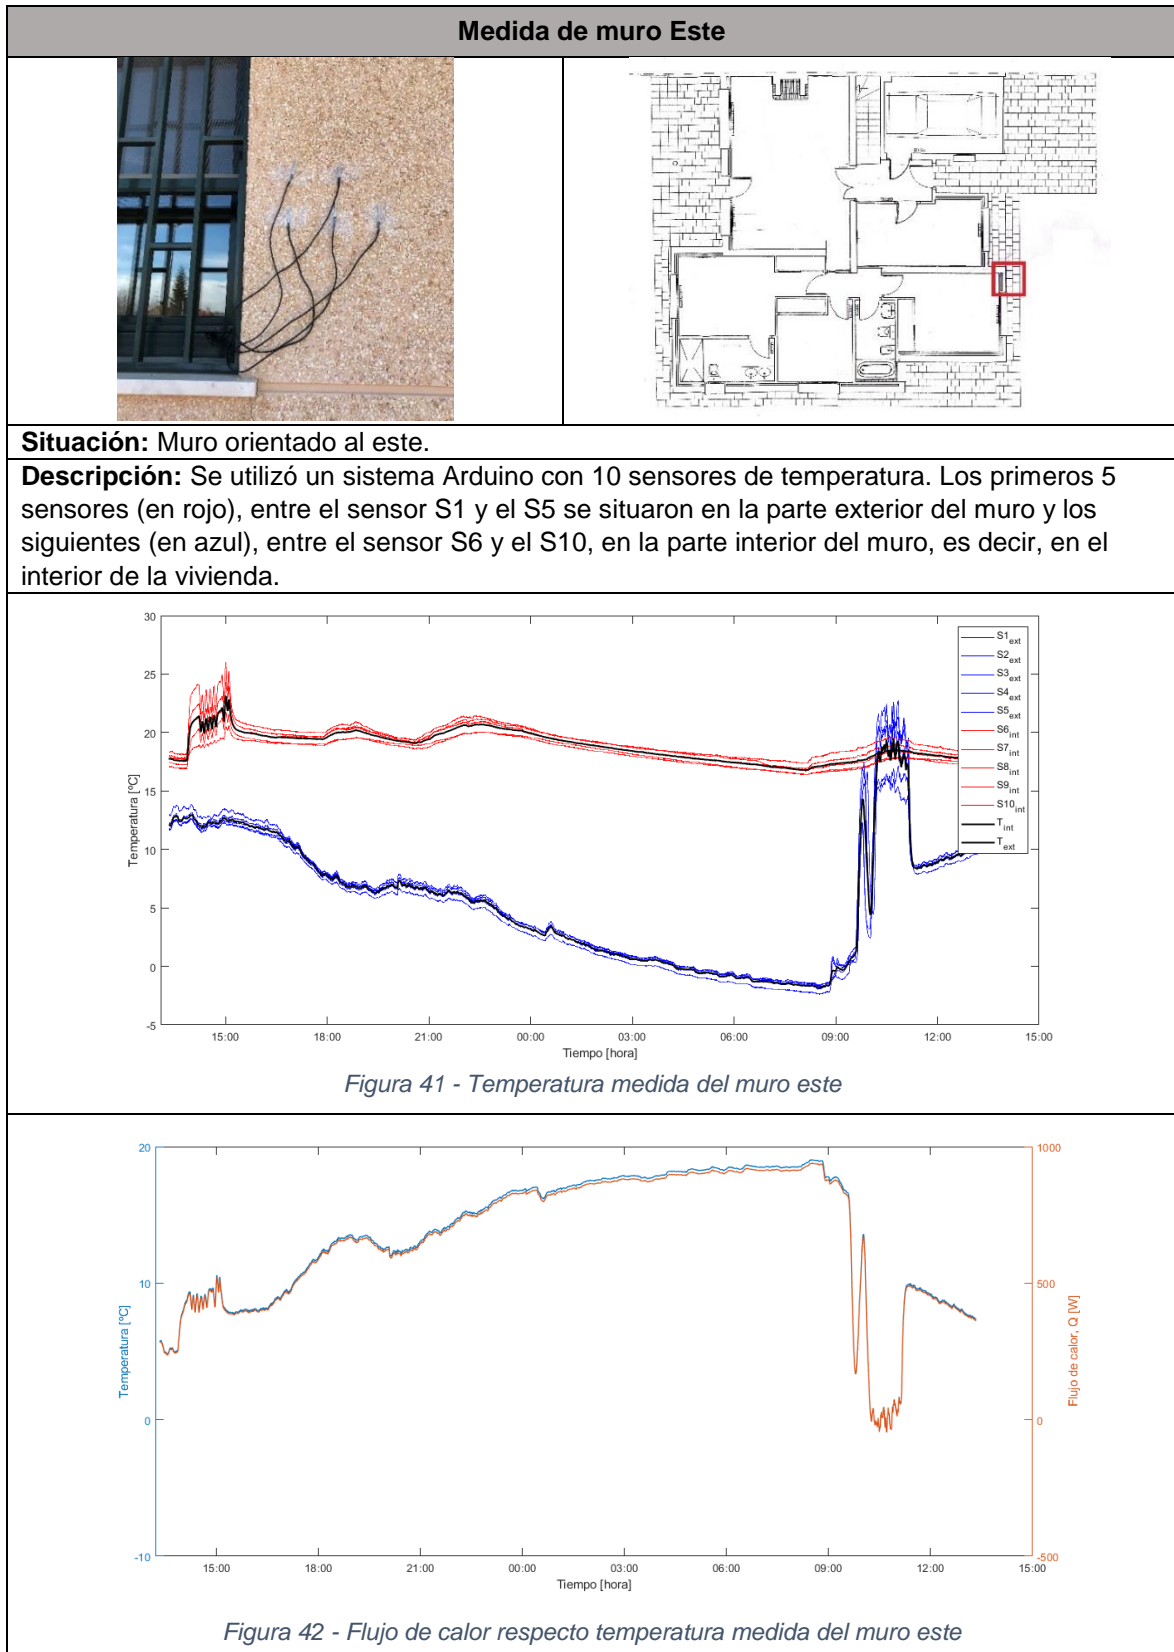 Medida de muro Este
Situación: Muro orientado al este.
Descripción: Se utilizó un sistema Arduino con 10 sensores de temperatura. Los primeros 5
sensores (en rojo), entre el sensor S1 y el S5 se situaron en la parte exterior del muro y los
siguientes (en azul), entre el sensor S6 y el S10, en la parte interior del muro, es decir, en el
interior de la vivienda.
30
25
20
15
10
5
0
-5
Temperatura [ºC]
15:00
18:00
21:00
00:00
03:00
06:00
09:00
12:00
15:00
Tiempo [hora]
S1ext
S2ext
S3ext
S4ext
S5ext
S6int
S7int
S8int
S9int
S10int
Tint
Text
Figura 41 - Temperatura medida del muro este
20
10
0
-10
Temperatura [ºC]
1000
500
0
-500
Flujo de calor, Q [W]
15:00
18:00
21:00
00:00
03:00
06:00
09:00
12:00
15:00
Tiempo [hora]
Figura 42 - Flujo de calor respecto temperatura medida del muro este